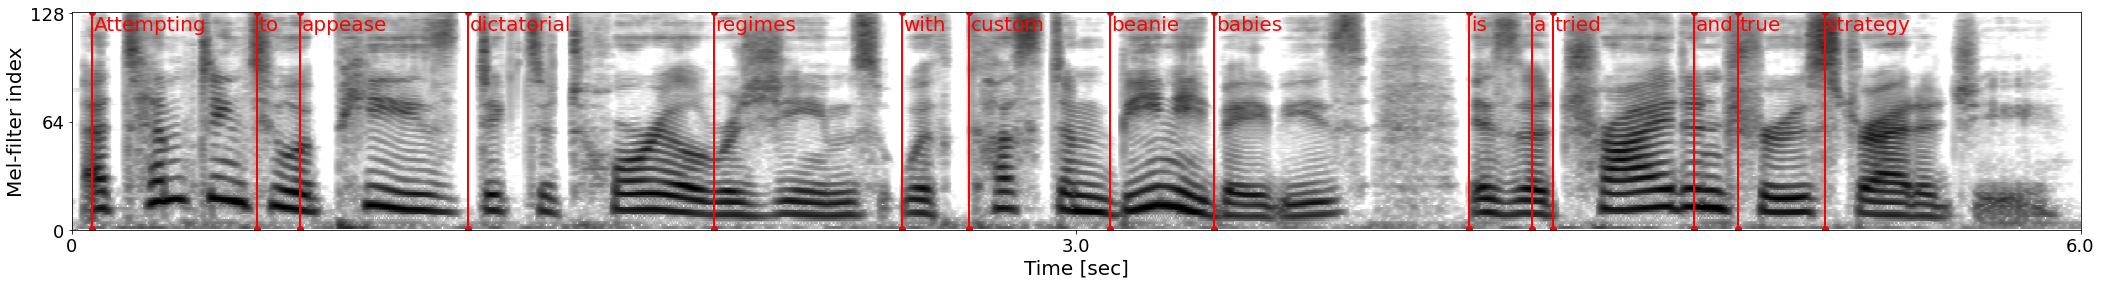 128
Attempting to appease dictatorial regimes with custom beanie babies is a tried and true strategy
Mel-filter index
64
0
0 3.0 6.0
Time [sec]